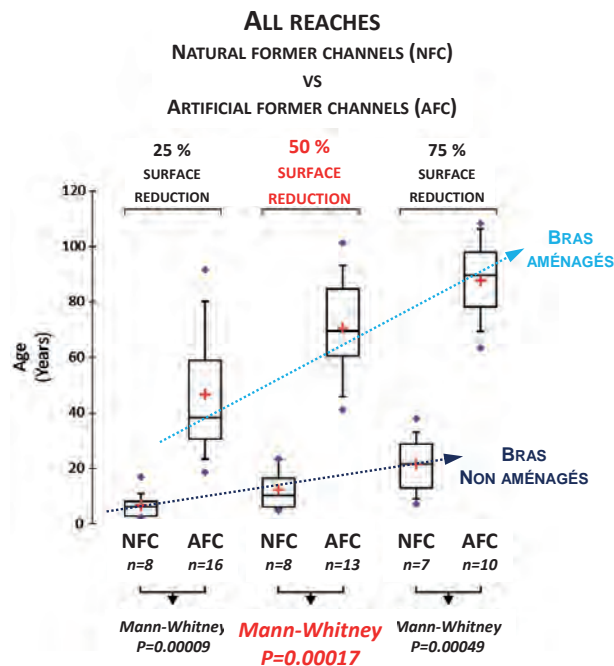 ALL REACHES
NATURAL FORMER CHANNELS (NFC)
VS
ARTIFICIAL FORMER CHANNELS (AFC)
25 %
SURFACE
REDUCTION
50 %
SURFACE
REDUCTION
75 %
SURFACE
REDUCTION
120
100
80
60
40
20
0
Age
(Years)
BRAS
AMÉNAGÉS
BRAS
NON AMÉNAGÉS
NFC AFC NFC AFC NFC AFC
n=8 n=16 n=8 n=13 n=7 n=10
Mann-Whitney
P=0.00009
Mann-Whitney
P=0.00017
Mann-Whitney
P=0.00049